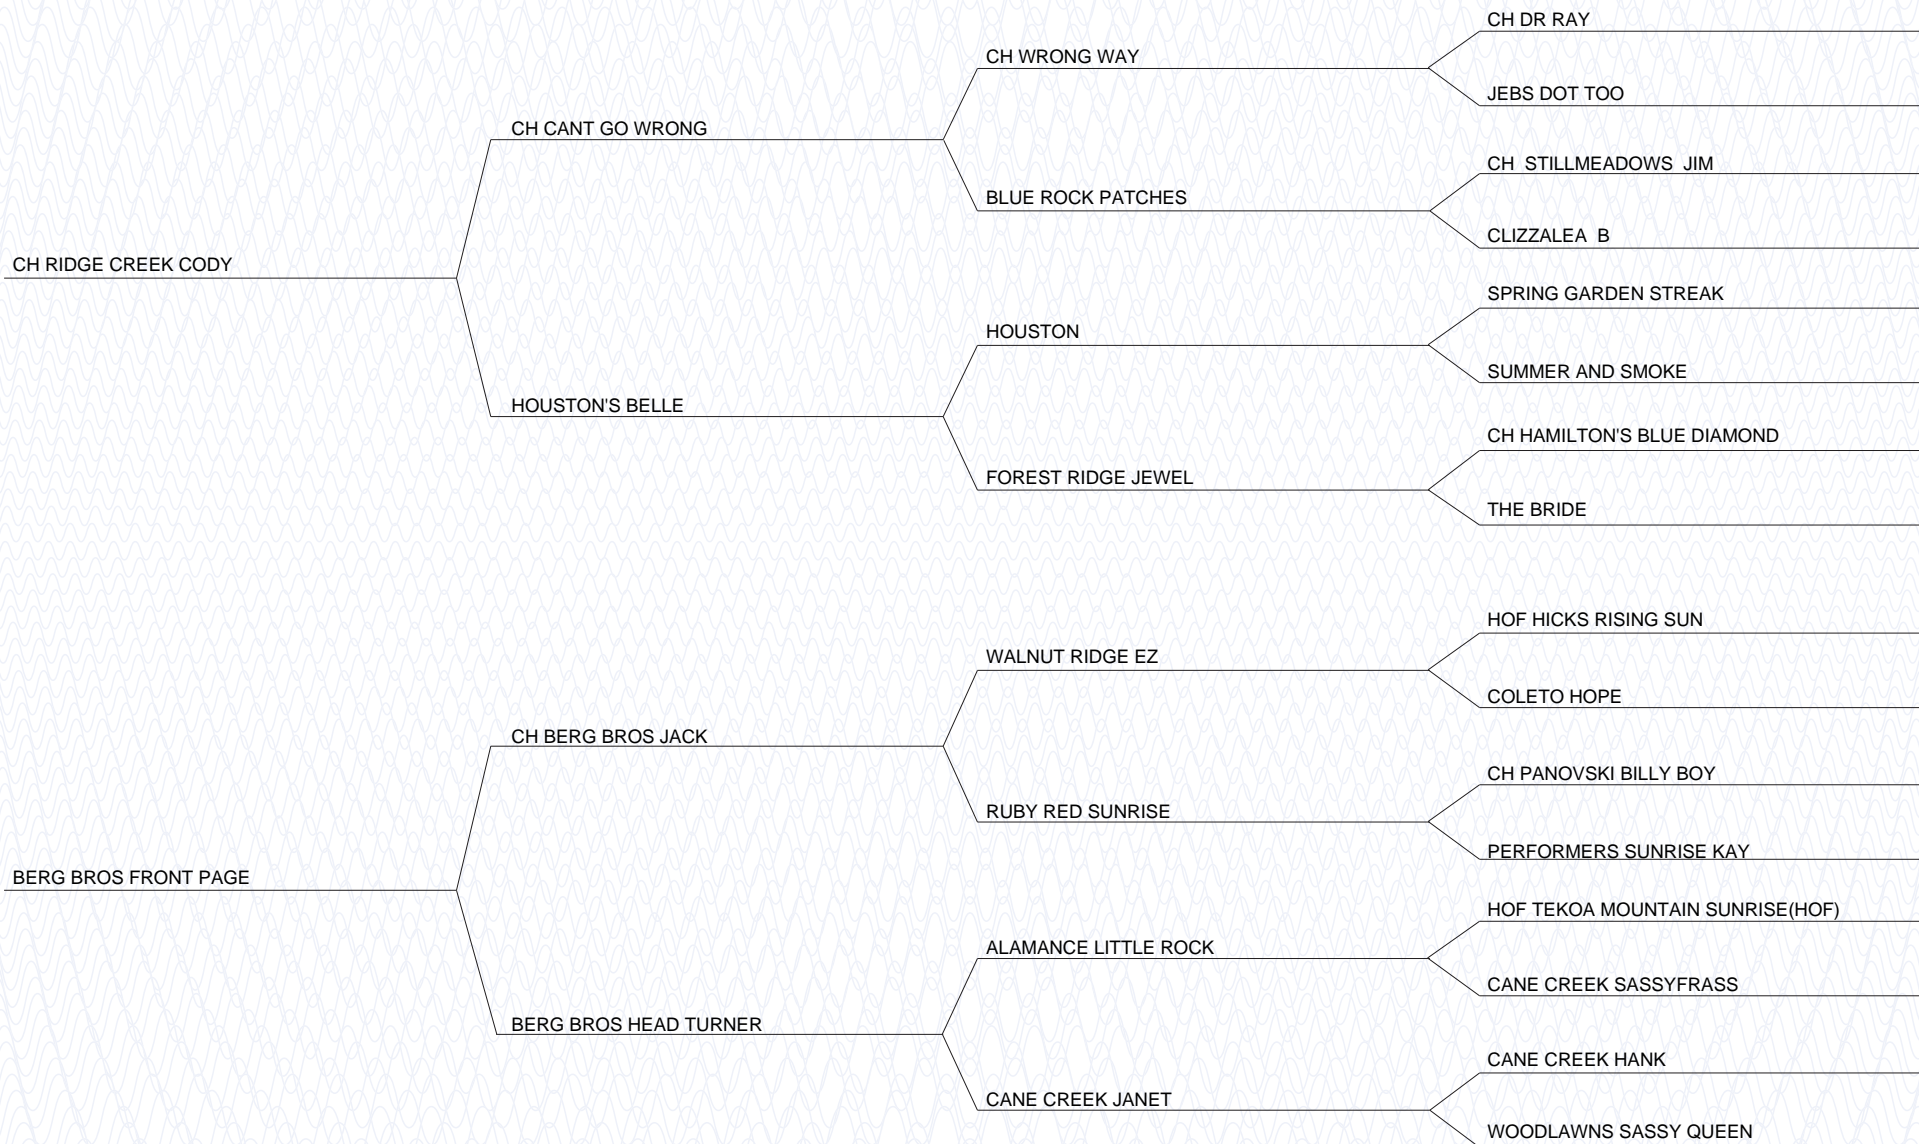 CH RIDGE CREEK CODY
CH CANT GO WRONG
CH WRONG WAY
CH DR RAY
JEBS DOT TOO
BLUE ROCK PATCHES
CH  STILLMEADOWS  JIM
CLIZZALEA  B
HOUSTON'S BELLE
HOUSTON
SPRING GARDEN STREAK
SUMMER AND SMOKE
FOREST RIDGE JEWEL
CH HAMILTON'S BLUE DIAMOND
THE BRIDE
BERG BROS FRONT PAGE
CH BERG BROS JACK
WALNUT RIDGE EZ
HOF HICKS RISING SUN
COLETO HOPE
RUBY RED SUNRISE
CH PANOVSKI BILLY BOY
PERFORMERS SUNRISE KAY
BERG BROS HEAD TURNER
ALAMANCE LITTLE ROCK
HOF TEKOA MOUNTAIN SUNRISE(HOF)
CANE CREEK SASSYFRASS
CANE CREEK JANET
CANE CREEK HANK
WOODLAWNS SASSY QUEEN